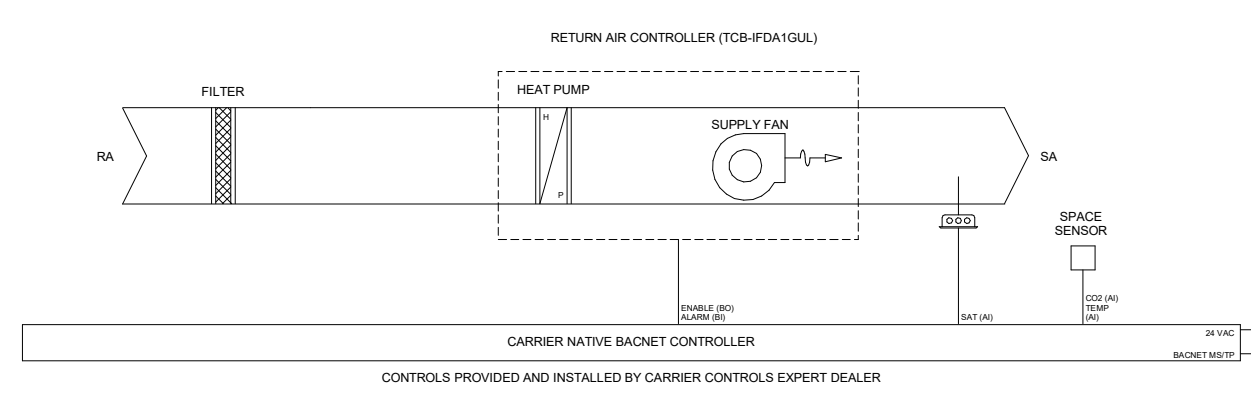 RETURN AIR CONTROLLER (TCB-IFDA1GUL)
FILTER
HEAT PUMP
H
P
SUPPLY FAN
RA
SA
SPACE
SENSOR
ENABLE (BO)
ALARM (BI)
SAT (AI)
CO2 (AI)
TEMP
(AI)
CARRIER NATIVE BACNET CONTROLLER
24 VAC
BACNET MS/TP
CONTROLS PROVIDED AND INSTALLED BY CARRIER CONTROLS EXPERT DEALER